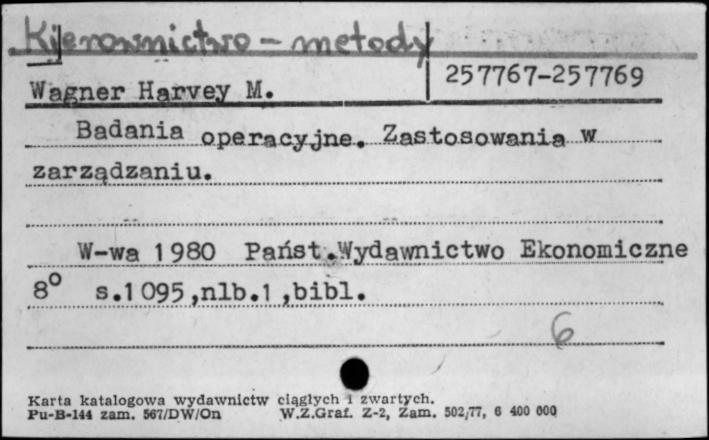 Kierownictwo - metody
Wagner Harvey M. 257767-257769
Badania operacyjne. Zastosowania w
zarządzaniu.
W-wa 1980 Państ.Wydawnictwo Ekonomiczne
8° s.1095,nlb.1,bibl.
6
Karta katalogowa wydawnictw ciągłych i zwartych.
Pu-B-144 zam. 567/DW/On W.Z.Graf. Z-2, Zam. 502/77, 6 400 000